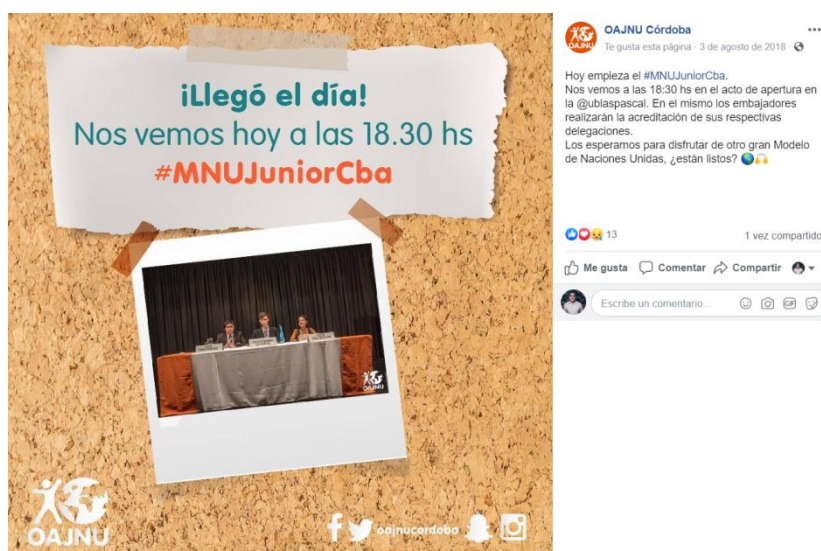 ¡Llegó el día!
Nos vemos hoy a las 18.30 hs
#MNUJuniorCba
OAJNU
OAJNU
oajnucordoba
OAJNU
OAJNU Córdoba
Te gusta esta página · 3 de agosto de 2018 ·
Hoy empieza el #MNUJuniorCba.
Nos vemos a las 18:30 hs en el acto de apertura en
la @ublaspascal. En el mismo los embajadores
realizarán la acreditación de sus respectivas
delegaciones.
Los esperamos para disfrutar de otro gran Modelo
de Naciones Unidas, ¿están listos?
13
1 vez compartido
Me gusta Comentar Compartir
Escribe un comentario...
GIF